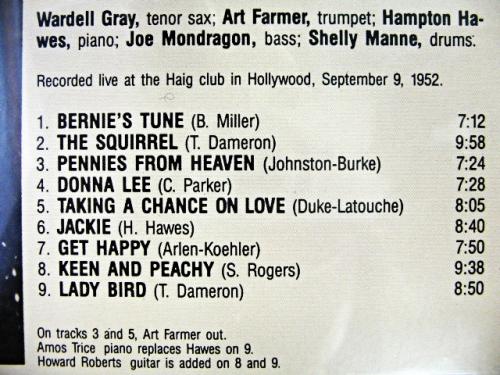 Wardell Gray, tenor sax; Art Farmer, trumpet; Hampton Ha-
wes, piano; Joe Mondragon, bass; Shelly Manne, drums.
Recorded live at the Haig club in Hollywood, September 9, 1952.
1. BERNIE'S TUNE (B. Miller) 7:12
2. THE SQUIRREL (T. Dameron) 9:58
3. PENNIES FROM HEAVEN (Johnston-Burke) 7:24
4. DONNA LEE (C. Parker) 7:28
5. TAKING A CHANCE ON LOVE (Duke-Latouche) 8:05
6. JACKIE (H. Hawes) 8:40
7. GET HAPPY (Arlen-Koehler) 7:50
8. KEEN AND PEACHY (S. Rogers) 9:38
9. LADY BIRD (T. Dameron) 8:50
On tracks 3 and 5, Art Farmer out.
Amos Trice piano replaces Hawes on 9.
Howard Roberts guitar is added on 8 and 9.